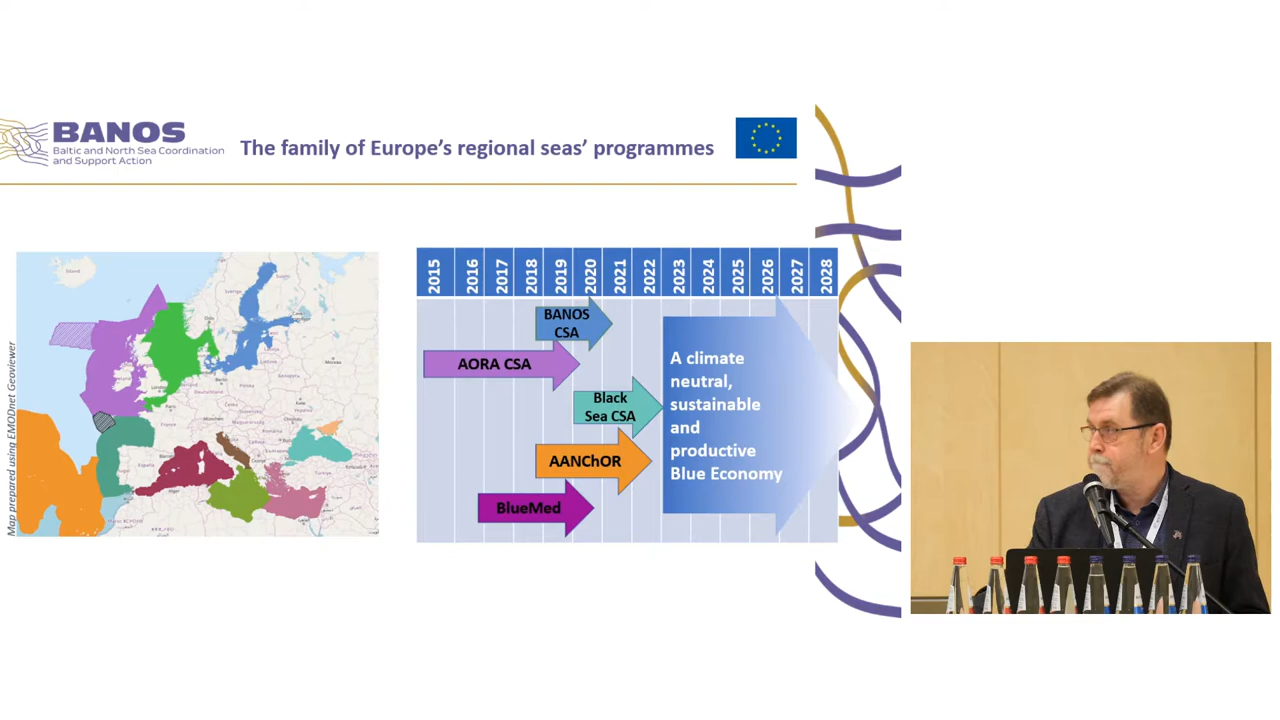 BANOS
Baltic and North Sea Coordination
and Support Action
The family of Europe's regional seas' programmes
Map prepared using EMODnet Geoviewer
2015 2016 2017 2018 2019 2020 2021 2022 2023 2024 2025 2026 2027 2028
BANOS
CSA
AORA CSA
Black
Sea CSA
AANChOR
BlueMed
A climate
neutral,
sustainable
and
productive
Blue Economy